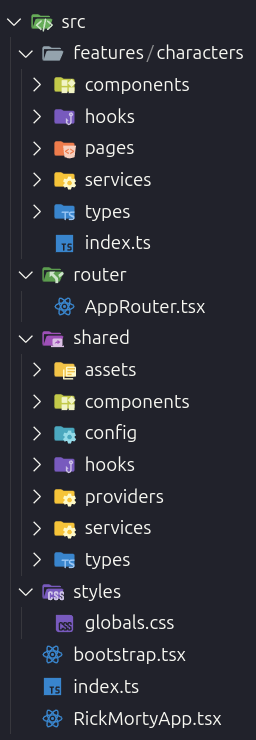 src
features/characters
components
hooks
pages
services
types
index.ts
router
AppRouter.tsx
shared
assets
components
config
hooks
providers
services
types
styles
globals.css
bootstrap.tsx
index.ts
RickMortyApp.tsx